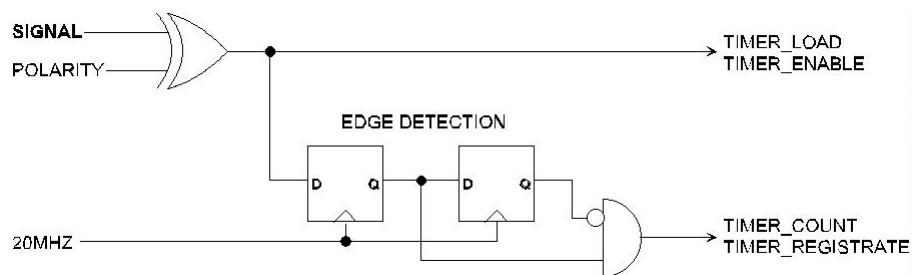 SIGNAL
POLARITY
TIMER_LOAD
TIMER_ENABLE
EDGE DETECTION
D Q
D Q
20MHZ
TIMER_COUNT
TIMER_REGISTRATE